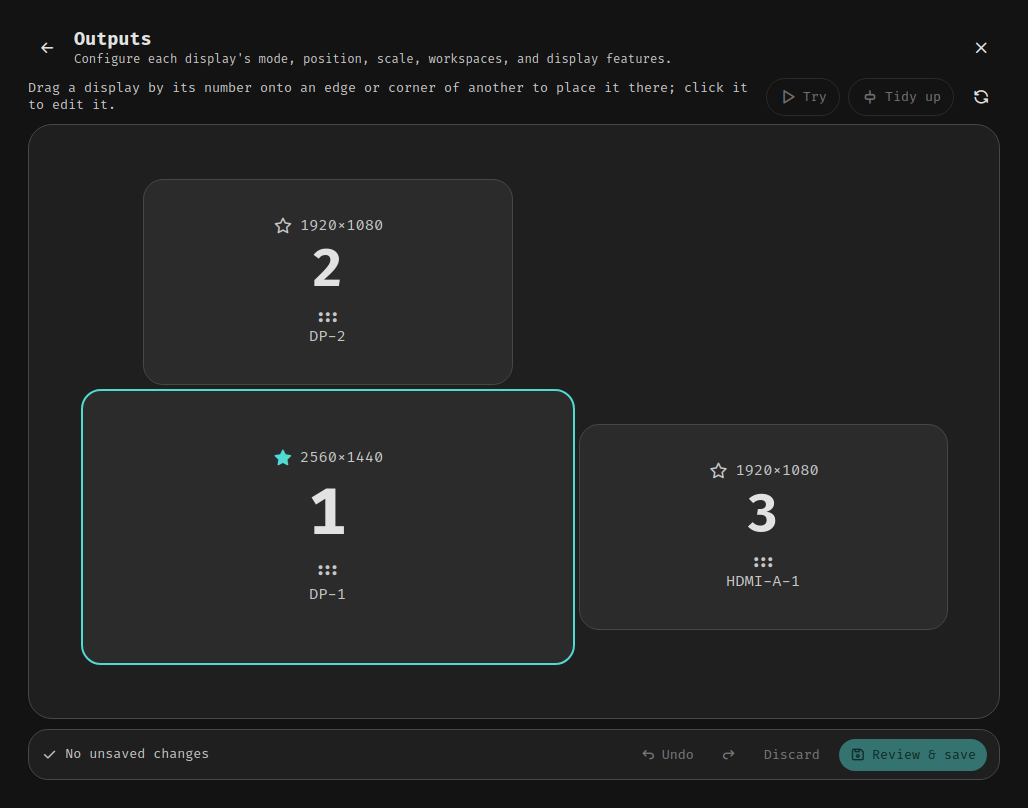 Outputs
Configure each display's mode, position, scale, workspaces, and display features.
Drag a display by its number onto an edge or corner of another to place it there; click it
to edit it.
Try
Tidy up
1920×1080
2
DP-2
2560×1440
1
DP-1
1920×1080
3
HDMI-A-1
No unsaved changes
Undo
Discard
Review & save